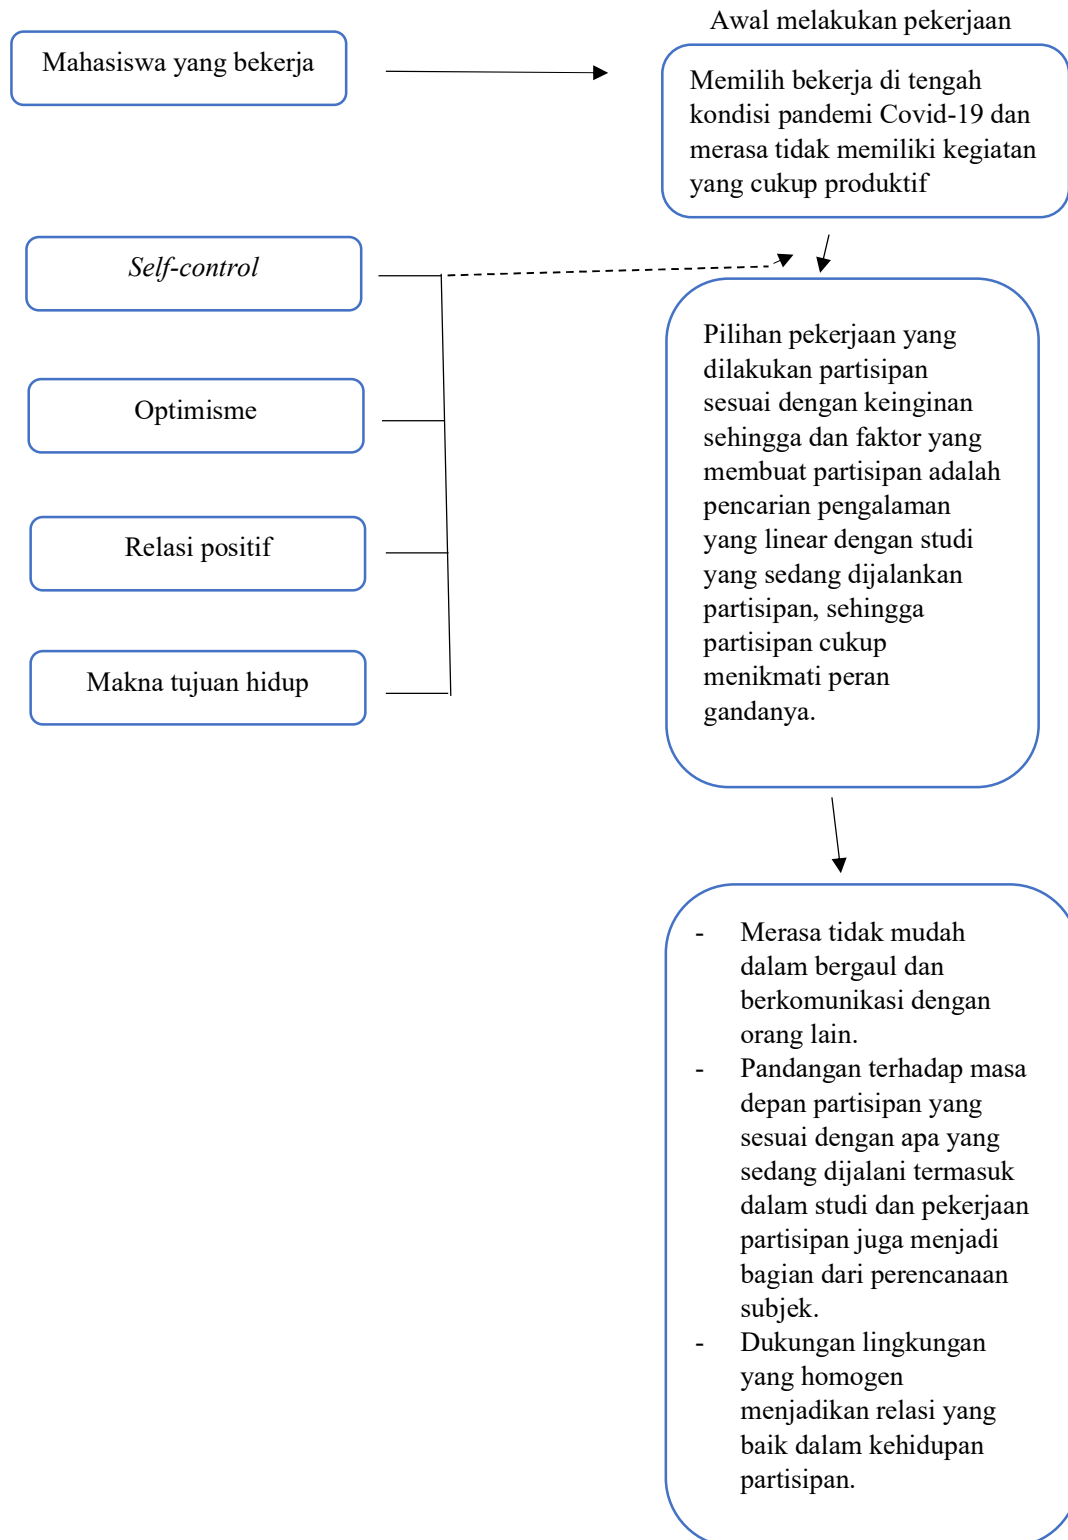 Awal melakukan pekerjaan
Mahasiswa yang bekerja
Memilih bekerja di tengah
kondisi pandemi Covid-19 dan
merasa tidak memiliki kegiatan
yang cukup produktif
Self-control
Optimisme
Relasi positif
Makna tujuan hidup
Pilihan pekerjaan yang
dilakukan partisipan
sesuai dengan keinginan
sehingga dan faktor yang
membuat partisipan adalah
pencarian pengalaman
yang linear dengan studi
yang sedang dijalankan
partisipan, sehingga
partisipan cukup
menikmati peran
gandanya.
- Merasa tidak mudah
dalam bergaul dan
berkomunikasi dengan
orang lain.
- Pandangan terhadap masa
depan partisipan yang
sesuai dengan apa yang
sedang dijalani termasuk
dalam studi dan pekerjaan
partisipan juga menjadi
bagian dari perencanaan
subjek.
- Dukungan lingkungan
yang homogen
menjadikan relasi yang
baik dalam kehidupan
partisipan.